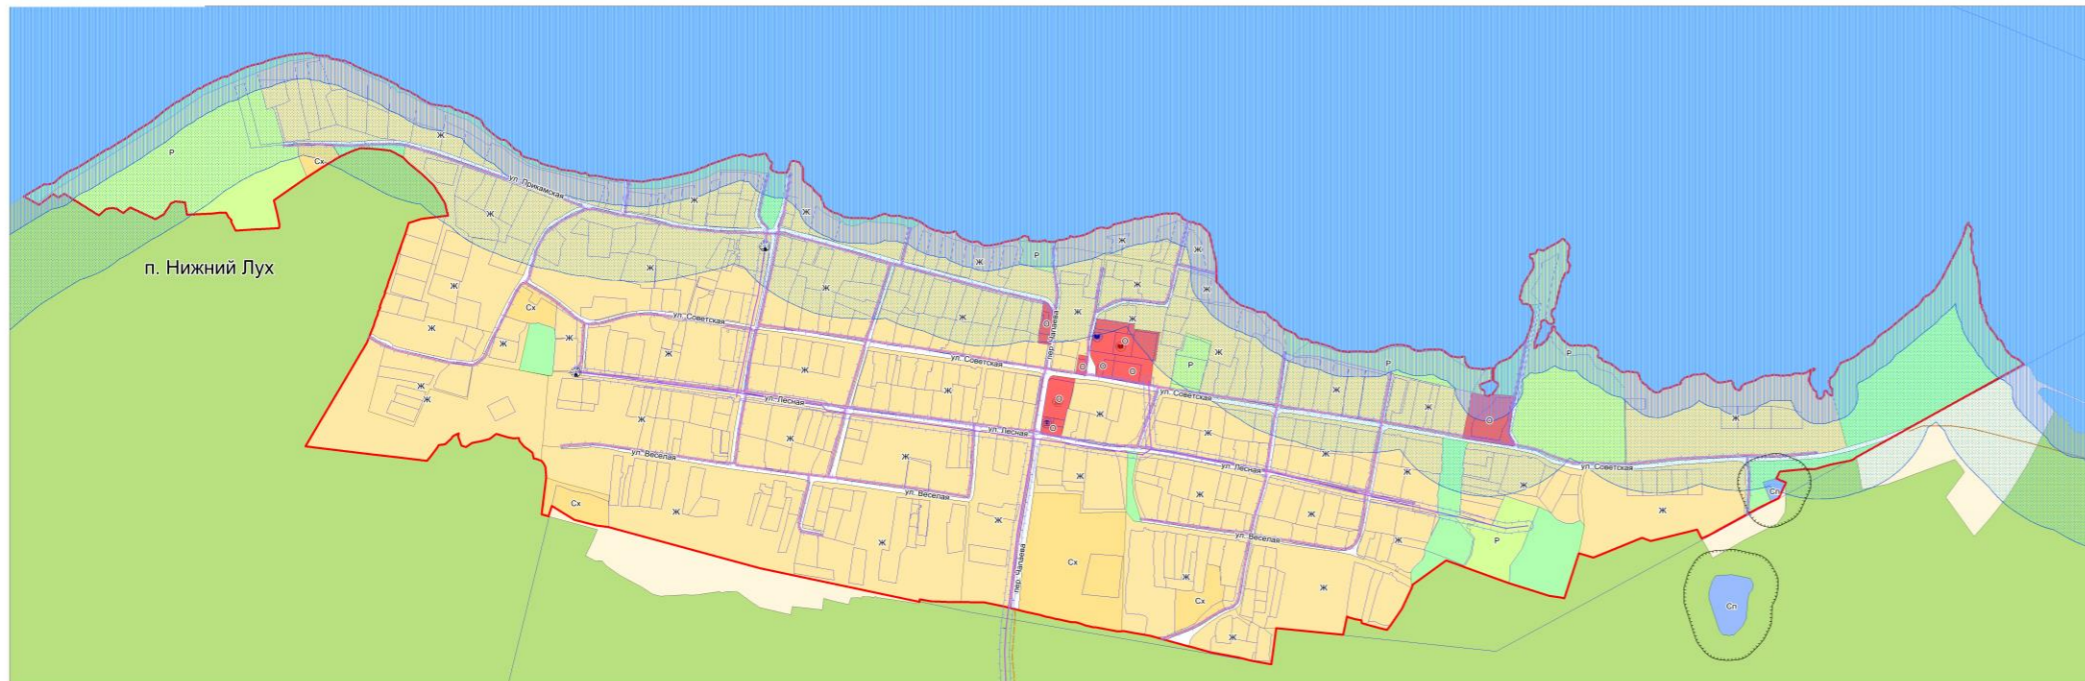 Ж
Р
Сх
ул. Прикамская
Ж
Ж
Ж
Ж
Ж
Р
Ж
Ж
Р
Р
п. Нижний Лух
Ж
Ж
Ж
Ж
Ж
Ж
Сх
ул. Советская
Ж
О
Ж
Ж
пер. Чапаева
Ж
Ж
Ж
Ж
ул. Советская
О
О
О
О
Р
Ж
Ж
Ж
Ж
Ж
ул. Лесная
О
Ж
ул. Советская
Ж
Ж
О
Ж
Ж
Ж
О
ул. Лесная
Ж
Ж
ул. Веселая
Ж
Ж
ул. Лесная
Ж
ул. Советская
Ж
Ж
ул. Веселая
Ж
Ж
Сп
Сх
Ж
Ж
Ж
Ж
ул. Веселая
Ж
Р
Ж
Сх
пер. Чапаева
Ж
Ж
Сх
Сп
Ж